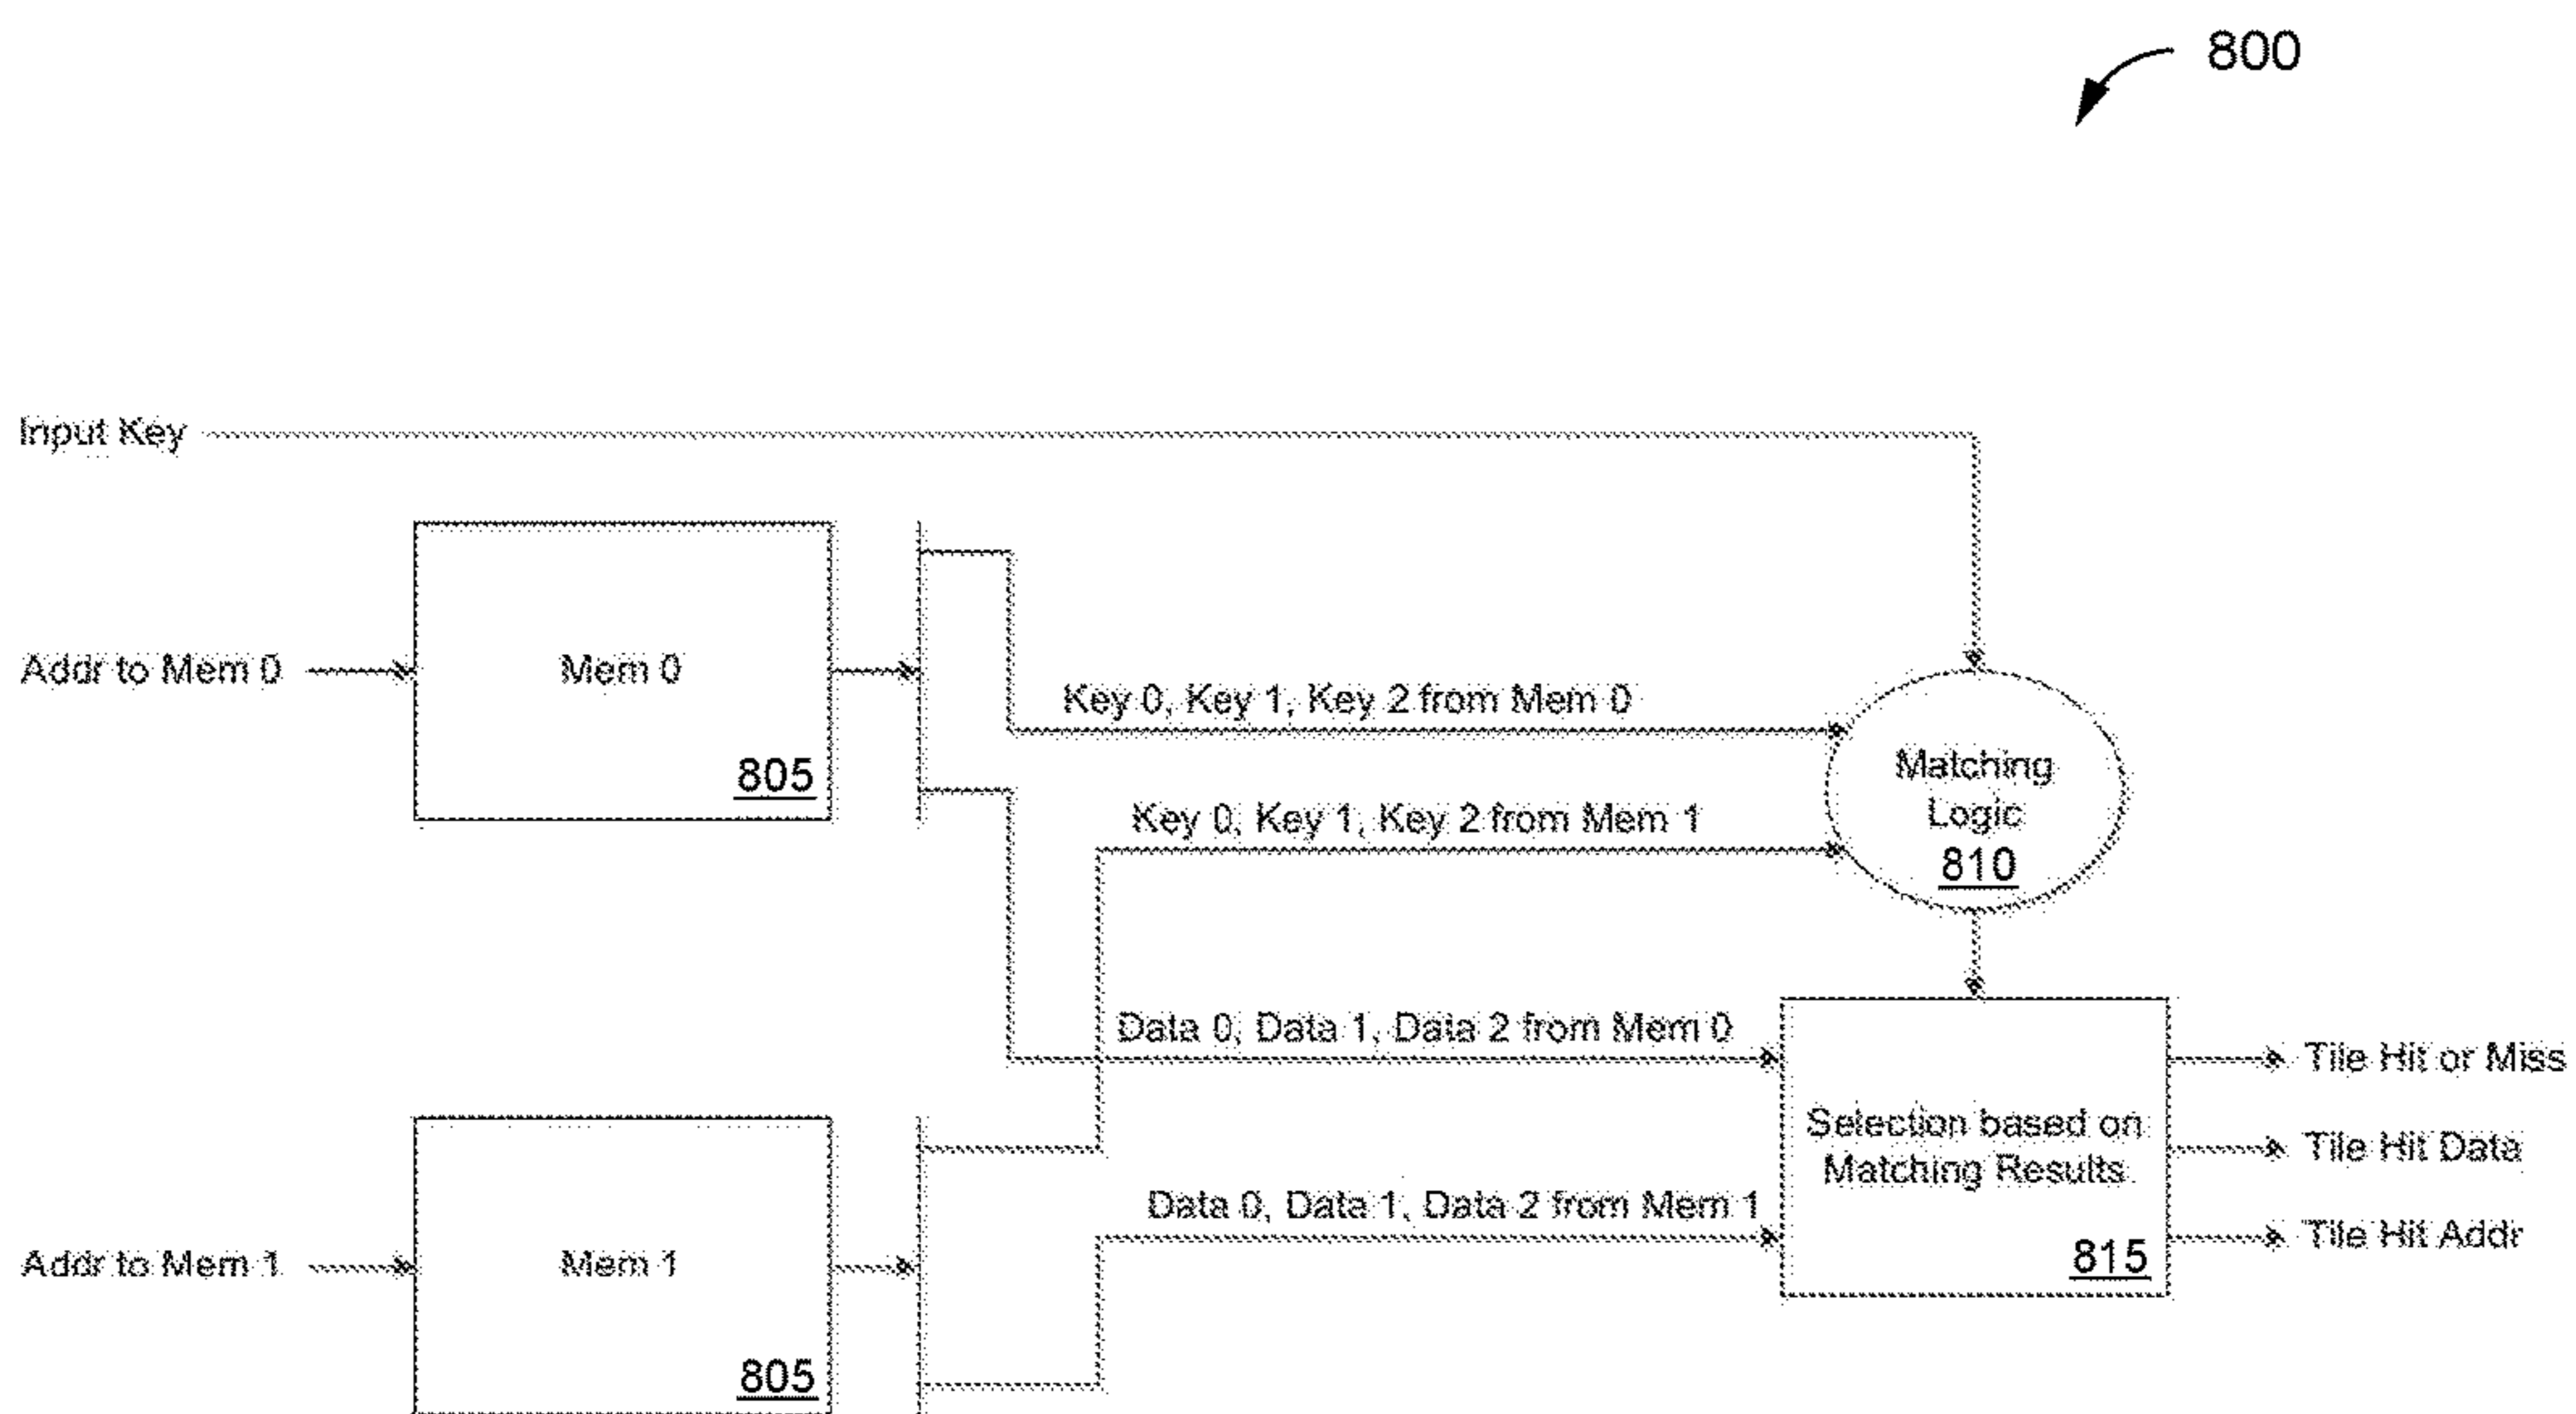 800
Input Key
Addr to Mem 0
Mem 0
805
Key 0, Key 1, Key 2 from Mem 0
Key 0, Key 1, Key 2 from Mem 1
Matching
Logic
810
Data 0, Data 1, Data 2 from Mem 0
Addr to Mem 1
Mem 1
805
Data 0, Data 1, Data 2 from Mem 1
Selection based on
Matching Results
815
Tile Hit or Miss
Tile Hit Data
Tile Hit Addr